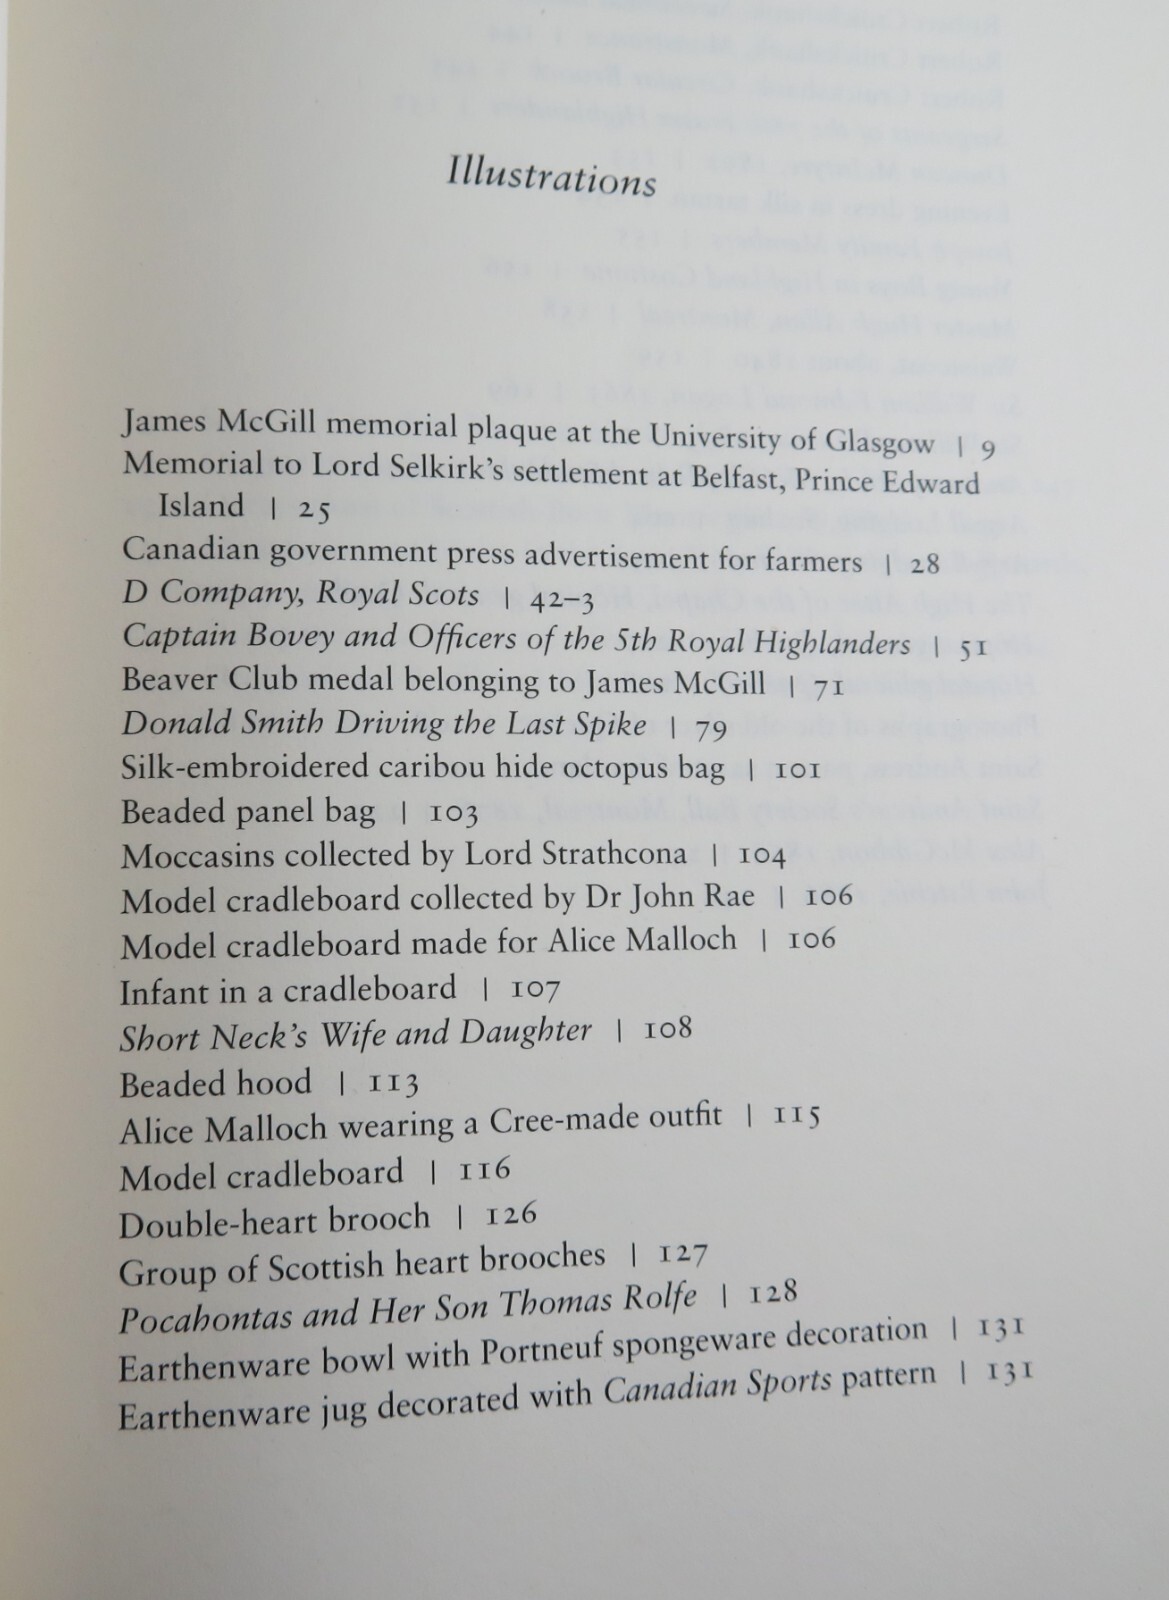 Illustrations
James McGill memorial plaque at the University of Glasgow | 9
Memorial to Lord Selkirk's settlement at Belfast, Prince Edward
Island | 25
Canadian government press advertisement for farmers | 28
D Company, Royal Scots | 42–3
Captain Bovey and Officers of the 5th Royal Highlanders | 51
Beaver Club medal belonging to James McGill | 71
Donald Smith Driving the Last Spike | 79
Silk-embroidered caribou hide octopus bag | 101
Beaded panel bag | 103
Moccasins collected by Lord Strathcona | 104
Model cradleboard collected by Dr John Rae | 106
Model cradleboard made for Alice Malloch | 106
Infant in a cradleboard | 107
Short Neck's Wife and Daughter | 108
Beaded hood | 113
Alice Malloch wearing a Cree-made outfit | 115
Model cradleboard | 116
Double-heart brooch | 126
Group of Scottish heart brooches | 127
Pocahontas and Her Son Thomas Rolfe | 128
Earthenware bowl with Portneuf spongeware decoration | 131
Earthenware jug decorated with Canadian Sports pattern | 131